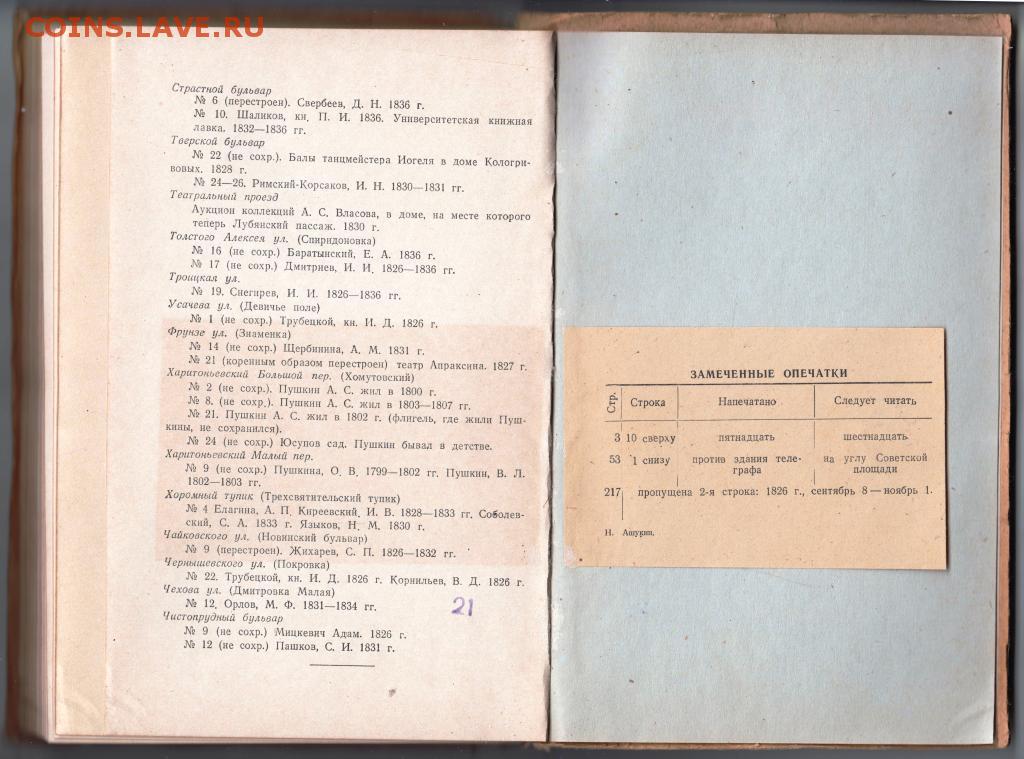 COINS.LAVE.RU
Страстной бульвар
№ 6 (перестроен). Свербеев, Д. Н. 1836 г.
№ 10. Шаликов, кн. П. И. 1836. Университетская книжная
лавка. 1832—1836 гг.
Тверской бульвар
№ 22 (не сохр.). Балы танцмейстера Иогеля в доме Кологри-
вовых. 1828 г.
№ 24—26. Римский-Корсаков, И. Н. 1830—1831 гг.
Театральный проезд
Аукцион коллекций А. С. Власова, в доме, на месте которого
теперь Лубянский пассаж. 1830 г.
Толстого Алексея ул. (Спиридоновка)
№ 16 (не сохр.) Баратынский, Е. А. 1836 г.
№ 17 (не сохр.) Дмитриев, И. И. 1826—1836 гг.
Троицкая ул.
№ 19. Снегирев, И. И. 1826—1836 гг.
Усачева ул. (Девичье поле)
№ 1 (не сохр.) Трубецкой, кн. И. Д. 1826 г.
Фрунзе ул. (Знаменка)
№ 14 (не сохр.) Щербинина, А. М. 1831 г.
№ 21 (коренным образом перестроен) театр Апраксина. 1827 г.
Харитоньевский Большой пер. (Хомутовский)
№ 2 (не сохр.). Пушкин А. С. жил в 1800 г.
№ 8. (не сохр.). Пушкин А. С. жил в 1803—1807 гг.
№ 21. Пушкин А. С. жил в 1802 г. (флигель, где жили Пуш-
кины, не сохранился).
№ 24 (не сохр.) Юсупов сад. Пушкин бывал в детстве.
Харитоньевский Малый пер.
№ 9 (не сохр.) Пушкина, О. В. 1799—1802 гг. Пушкин, В. Л.
1802—1803 гг.
Хоромный тупик (Трехсвятительский тупик)
№ 4 Елагина, А. П. Киреевский, И. В. 1828—1833 гг. Соболев-
ский, С. А. 1833 г. Языков, Н. М. 1830 г.
Чайковского ул. (Новинский бульвар)
№ 9 (перестроен). Жихарев, С. П. 1826—1832 гг.
Чернышевского ул. (Покровка)
№ 22. Трубецкой, кн. И. Д. 1826 г. Корнильев, В. Д. 1826 г.
Чехова ул. (Дмитровка Малая)
№ 12. Орлов, М. Ф. 1831—1834 гг.
21
Чистопрудный бульвар
№ 9 (не сохр.) Мицкевич Адам. 1826 г.
№ 12 (не сохр.) Пашков, С. И. 1831 г.
ЗАМЕЧЕННЫЕ ОПЕЧАТКИ
Стр. Строка Напечатано Следует читать
3 10 сверху пятнадцать шестнадцать
53 1 снизу против здания теле- на углу Советской
графа площади
217 пропущена 2-я строка: 1826 г., сентябрь 8—ноябрь 1.
Н. Ашукин.